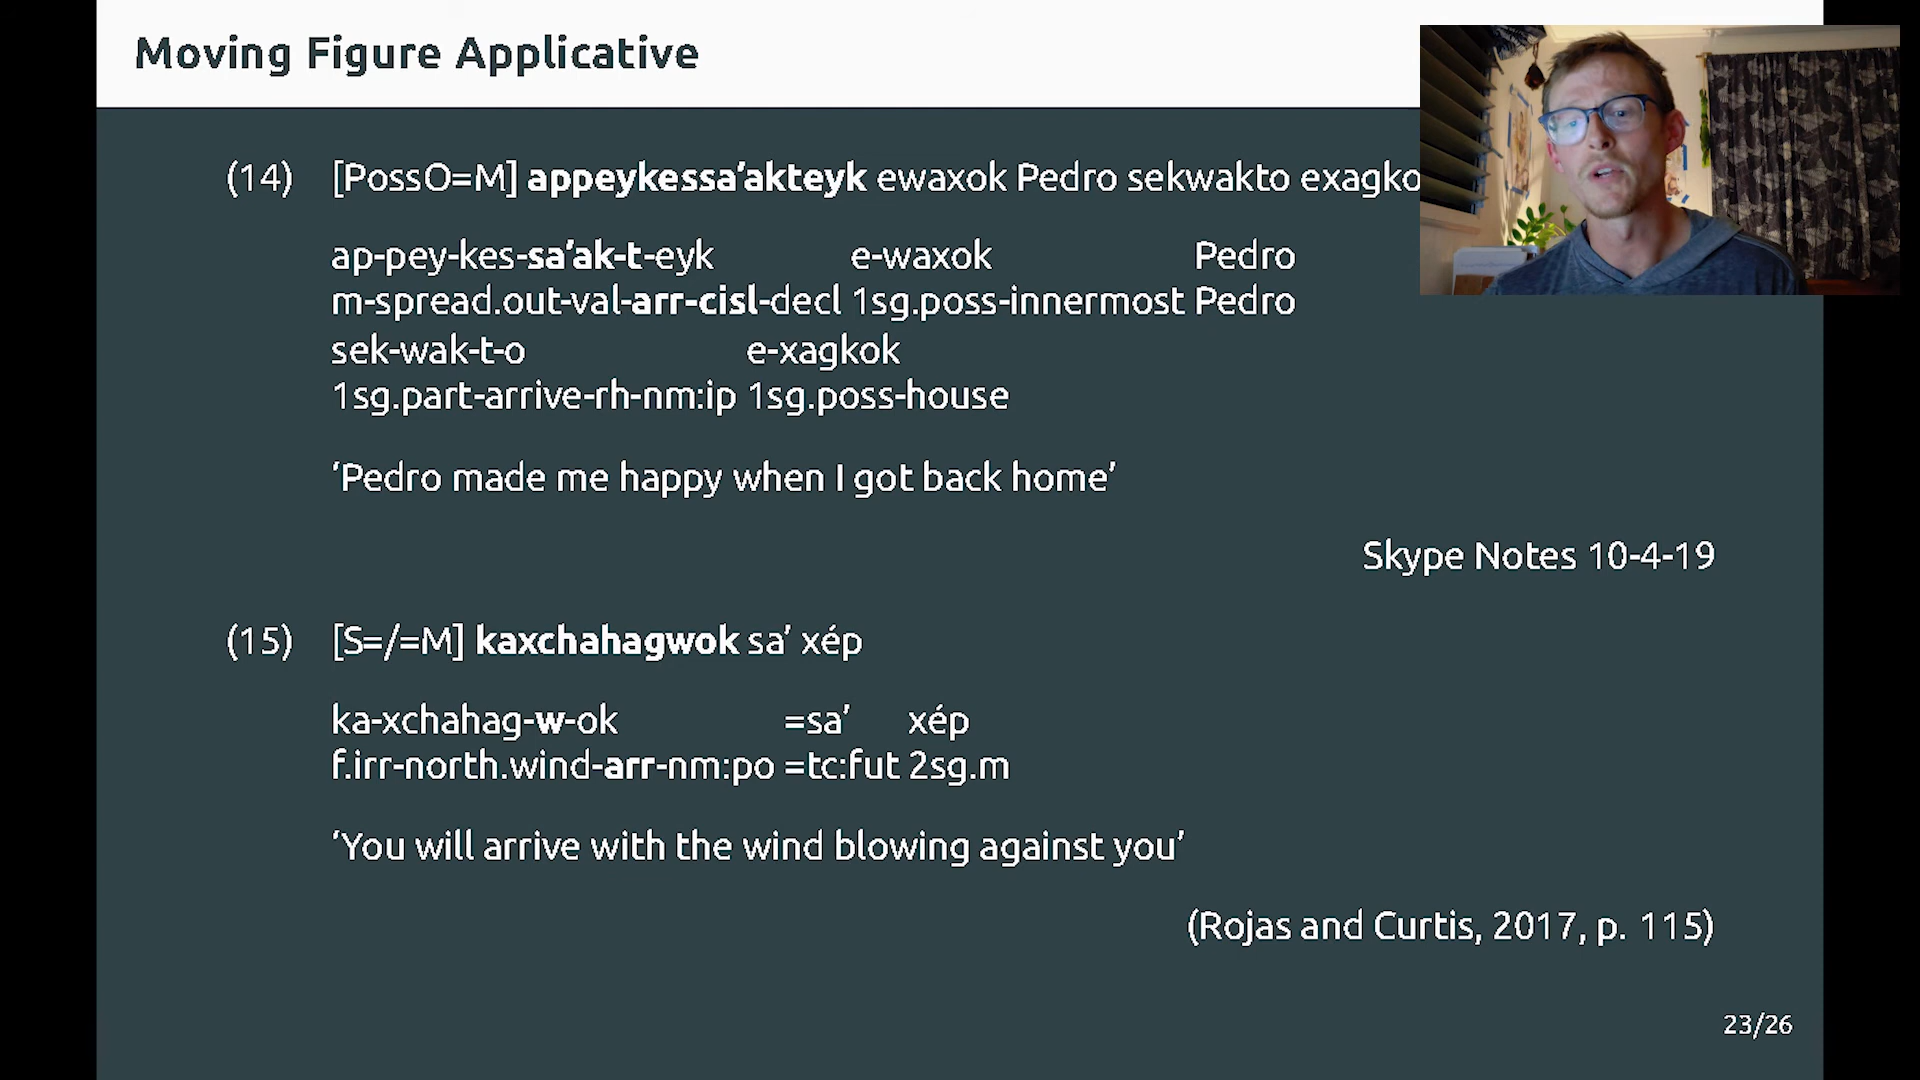 Moving Figure Applicative
(14) [PossO=M] appeykessa’akteyk ewaxok Pedro sekwakto exagko
ap-pey-kes-sa’ak-t-eyk e-waxok Pedro
m-spread.out-val-arr-cisl-decl 1sg.poss-innermost Pedro
sek-wak-t-o e-xagkok
1sg.part-arrive-rh-nm:ip 1sg.poss-house
‘Pedro made me happy when I got back home’
Skype Notes 10-4-19
(15) [S=/=M] kaxchahagwok sa’ xép
ka-xchahag-w-ok =sa’ xép
f.irr-north.wind-arr-nm:po =tc:fut 2sg.m
‘You will arrive with the wind blowing against you’
(Rojas and Curtis, 2017, p. 115)
23/26